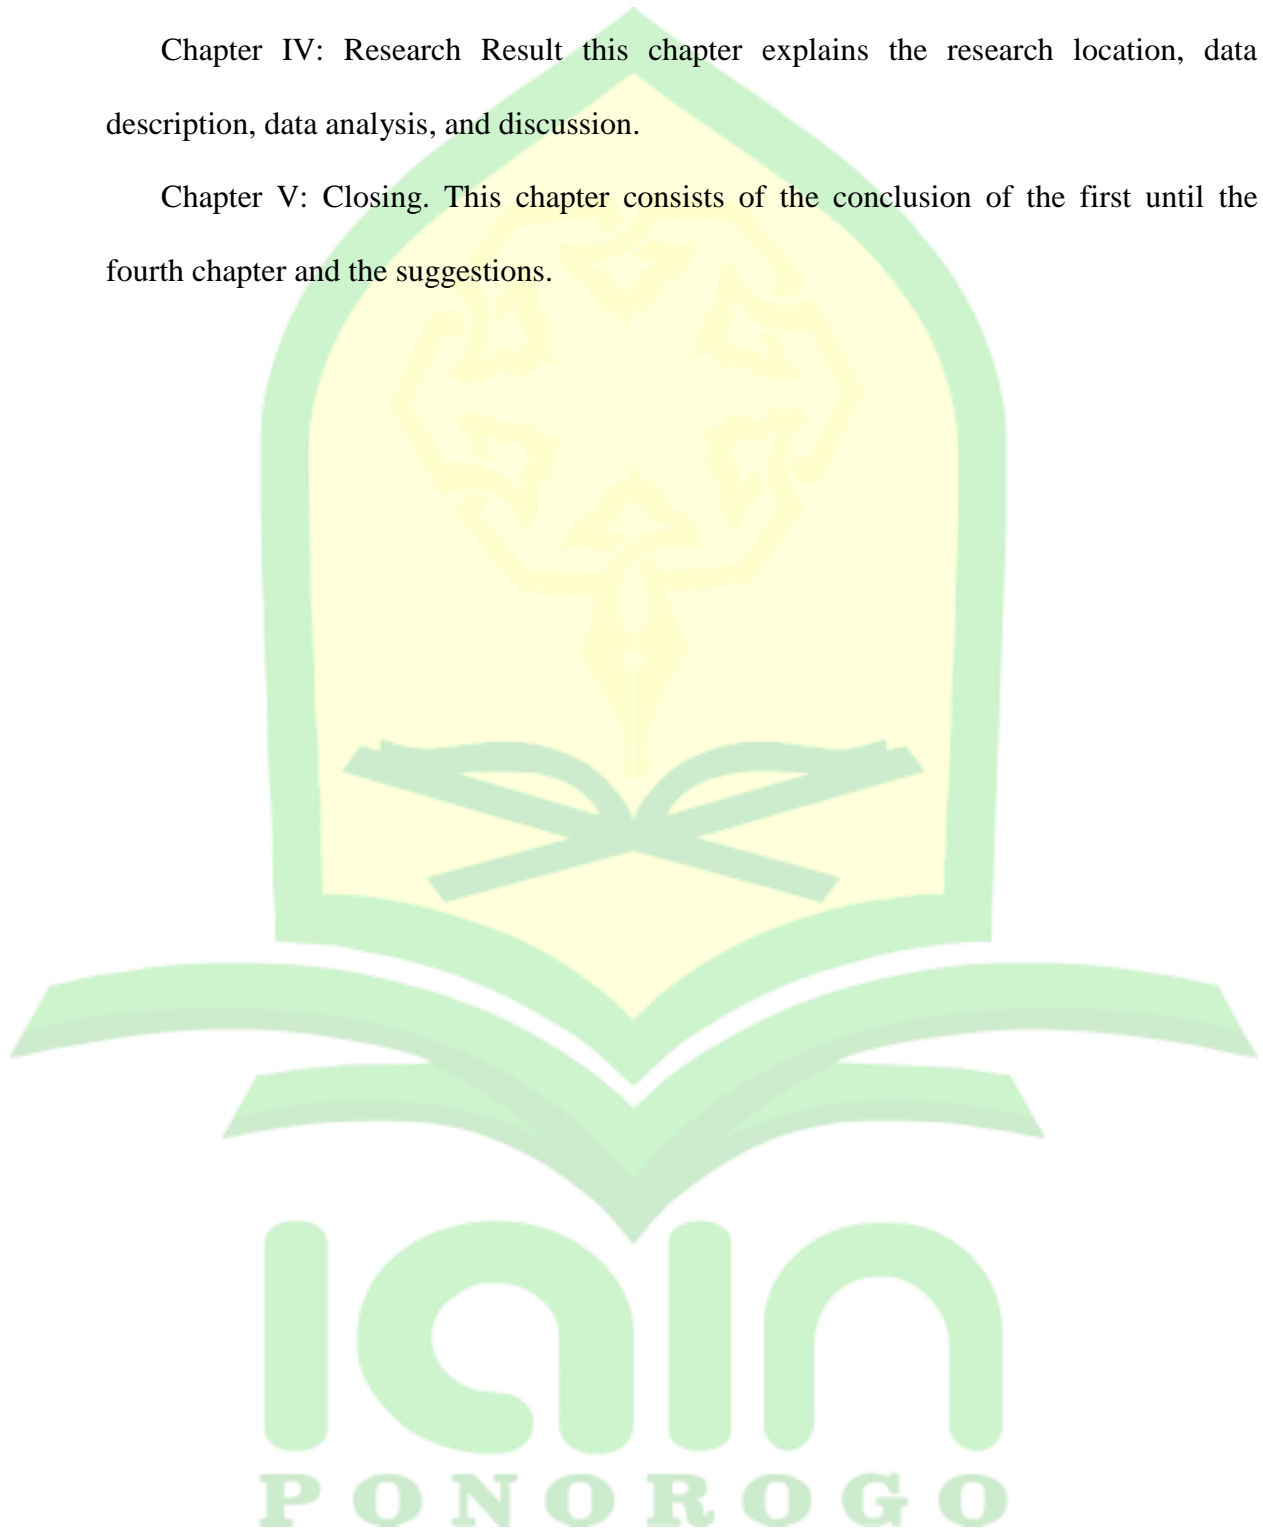 Chapter IV: Research Result this chapter explains the research location, data
description, data analysis, and discussion.
Chapter V: Closing. This chapter consists of the conclusion of the first until the
fourth chapter and the suggestions.
IAIN
PONOROGO